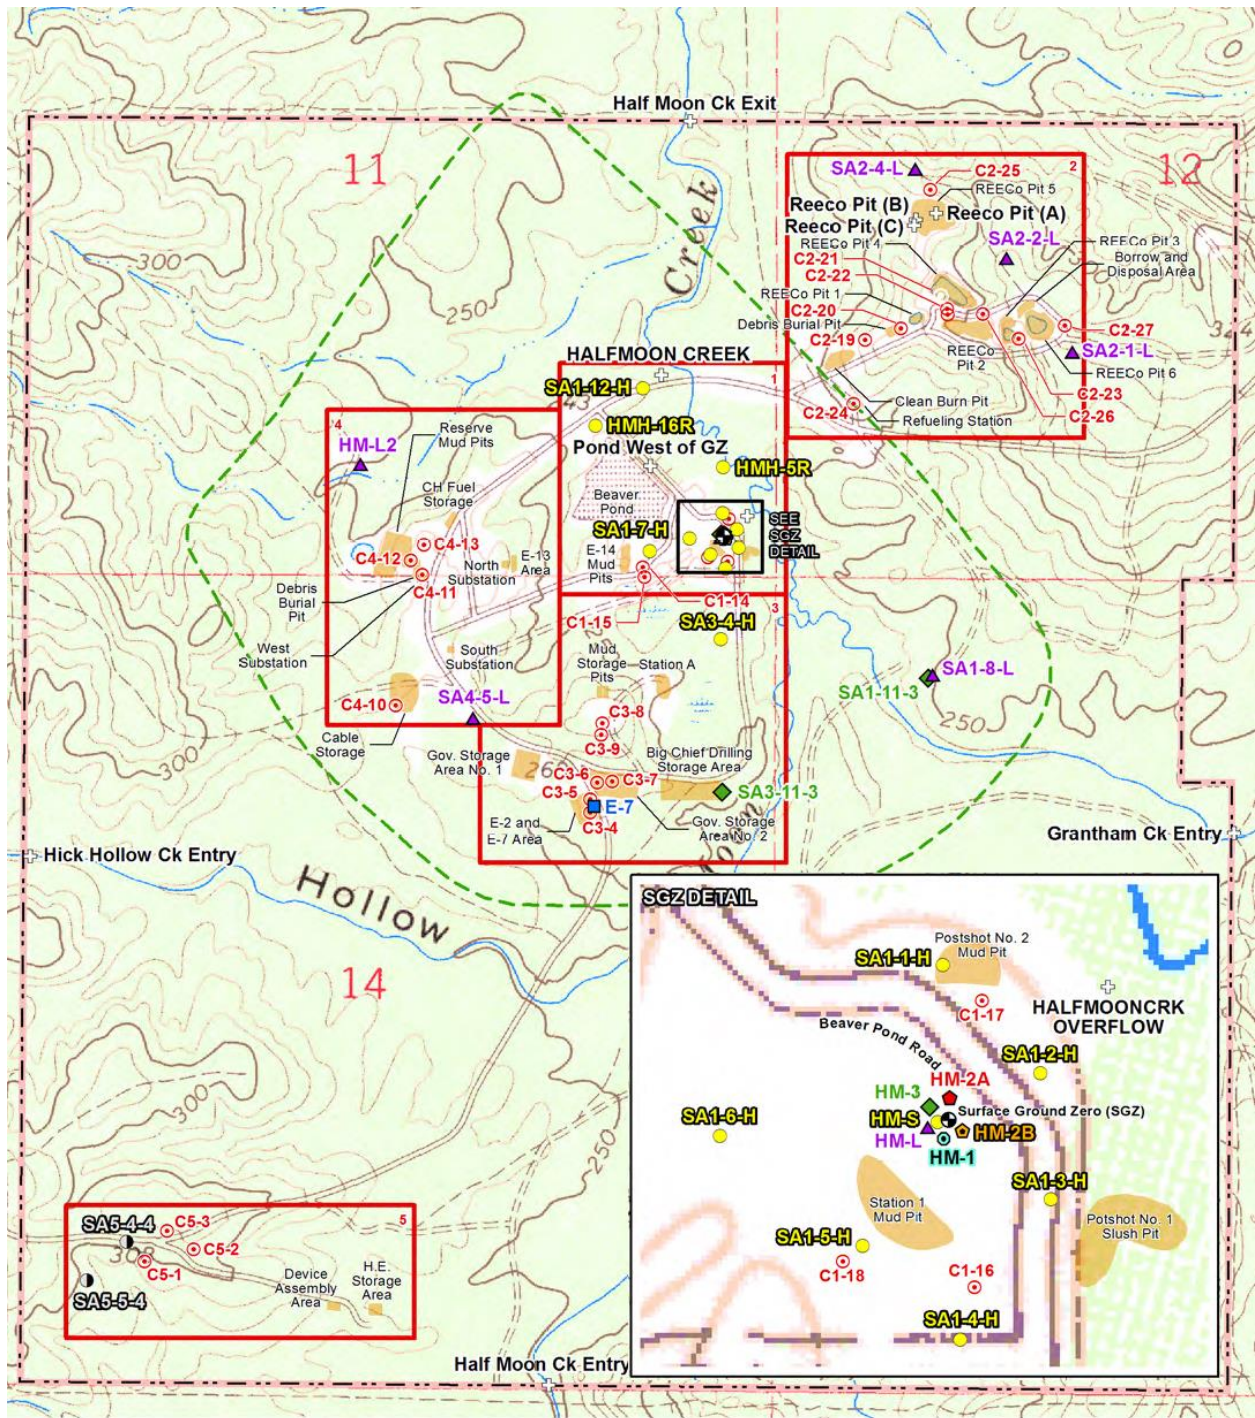 Half Moon Ck Exit
11
12
2
SA2-4-L
C2-25
REECo Pit 5
Reeco Pit (B)
Reeco Pit (A)
Reeco Pit (C)
REECo Pit 4
SA2-2-L
REECo Pit 3
C2-21
Borrow and
Disposal Area
C2-22
REECo Pit 1
C2-20
Debris Burial Pit
C2-27
C2-19
REECo
Pit 2
SA2-1-L
REECo Pit 6
C2-23
Clean Burn Pit
C2-26
C2-24
Refueling Station
Creek
300
250
HALFMOON CREEK
1
SA1-12-H
HMH-16R
Pond West of GZ
HMH-5R
4
Reserve
Mud Pits
HM-L2
CH Fuel
Storage
Beaver
Pond
SEE
SGZ
DETAIL
SA1-7-H
C4-13
C4-12
E-13
Area
North
Substation
E-14
Mud
Pits
C4-11
Debris
Burial
Pit
C1-14
C1-15
3
West
Substation
SA3-4-H
South
Substation
Mud
Storage
Pits
Station A
SA1-8-L
SA1-11-3
250
C4-10
SA4-5-L
Cable
Storage
300
C3-8
C3-9
Gov. Storage
Area No. 1
Big Chief Drilling
Storage Area
C3-6
C3-7
C3-5
E-7
SA3-11-3
C3-4
E-2 and
E-7 Area
Gov. Storage
Area No. 2
Grantham Ck Entry
Hick Hollow Ck Entry
Hollow
14
300
250
SGZ DETAIL
Postshot No. 2
Mud Pit
SA1-1-H
C1-17
HALFMOONCRK
OVERFLOW
Beaver Pond Road
SA1-2-H
HM-2A
HM-3
Surface Ground Zero (SGZ)
HM-S
SA1-6-H
HM-L
HM-2B
HM-1
Station 1
Mud Pit
SA1-3-H
Potshot No. 1
Slush Pit
SA1-5-H
C1-18
C1-16
SA1-4-H
5
SA5-4-4
C5-3
308
C5-2
C5-1
SA5-5-4
Device
Assembly
Area
H.E.
Storage
Area
Half Moon Ck Entry